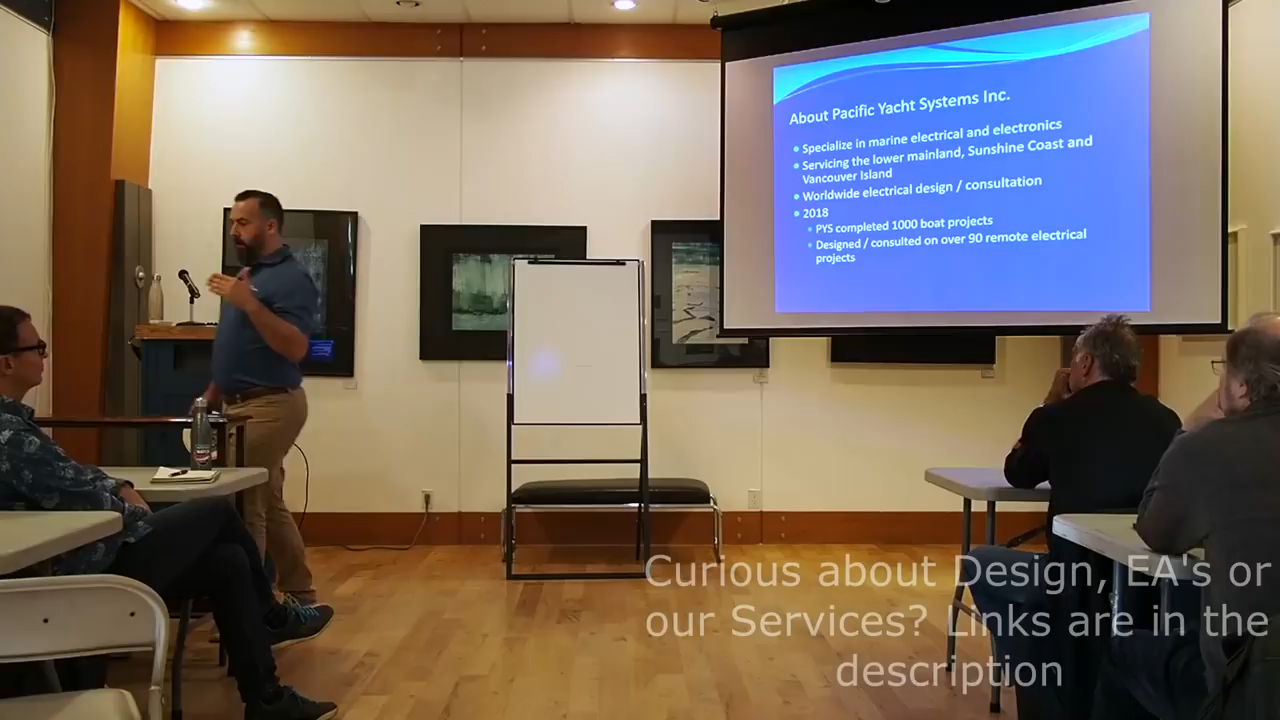 About Pacific Yacht Systems Inc.
• Specialize in marine electrical and electronics
• Servicing the lower mainland, Sunshine Coast and
Vancouver Island
• Worldwide electrical design / consultation
• 2018
• PYS completed 1000 boat projects
• Designed / consulted on over 90 remote electrical
projects
Curious about Design, EA's or
our Services? Links are in the
description